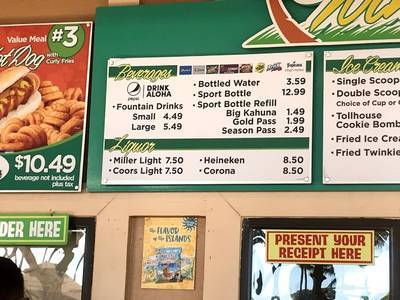 Value Meal #3
Hot Dog with
Curly Fries
$10.49
beverage not included
plus tax
Beverages
pepsi
DRINK
ALOHA
•Fountain Drinks
Small 4.49
Large 5.49
•Bottled Water 3.59
•Sport Bottle 12.99
•Sport Bottle Refill
Big Kahuna 1.49
Gold Pass 1.99
Season Pass 2.49
Liquor
•Miller Light 7.50
•Coors Light 7.50
•Heineken 8.50
•Corona 8.50
Ice Cream
•Single Scoop
•Double Scoop
Choice of Cup or C
•Tollhouse
Cookie Bomb
•Fried Ice Cre
•Fried Twinkie
DER HERE
The FLAVOR
of the ISLANDS
PRESENT YOUR
RECEIPT HERE